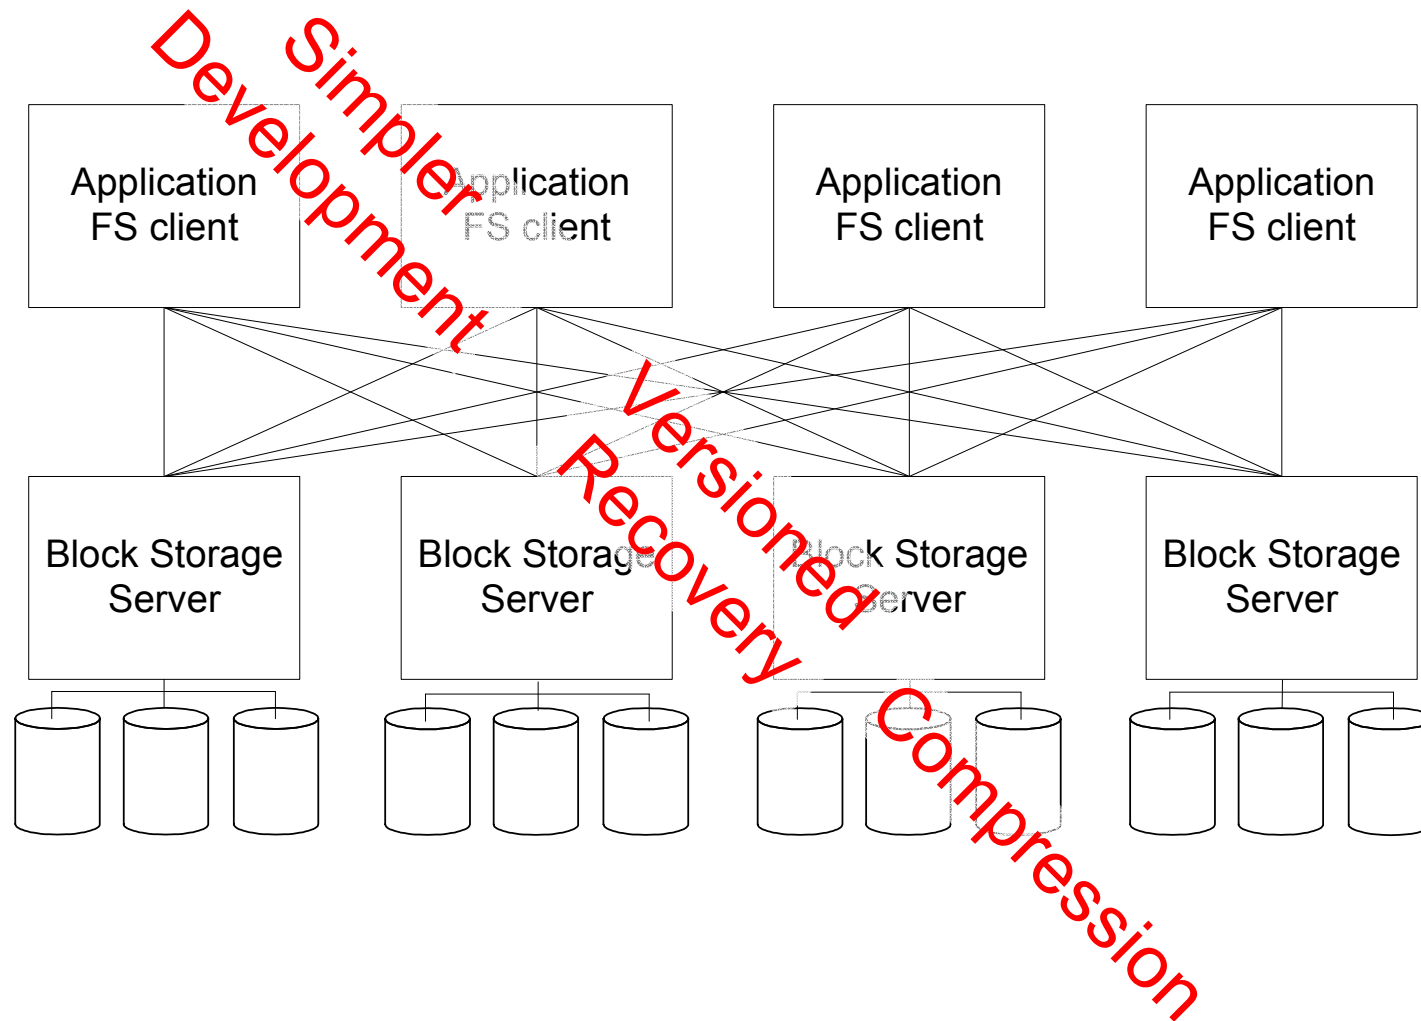 Simpler
Development
Application
FS client
Application
FS client
Application
FS client
Application
FS client
Versioned
Recovery
Block Storage
Server
Block Storage
Server
Block Storage
Server
Block Storage
Server
Compression